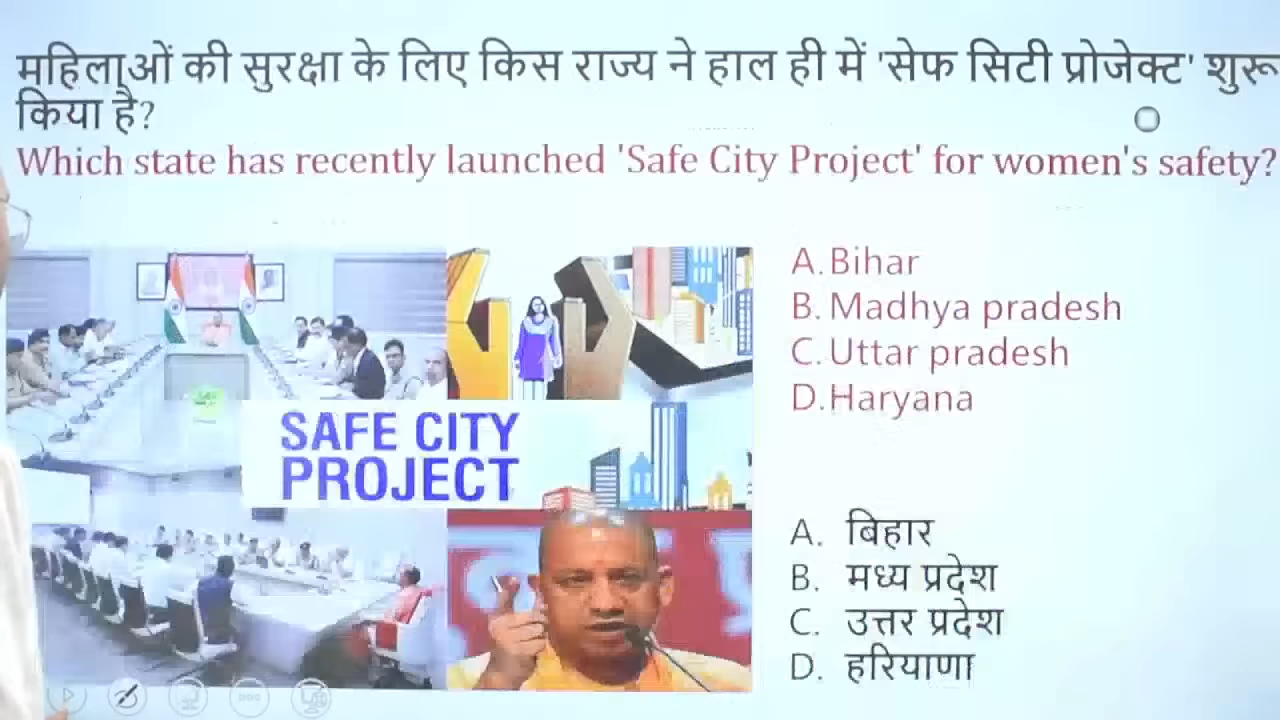 महिलाओं की सुरक्षा के लिए किस राज्य ने हाल ही में 'सेफ सिटी प्रोजेक्ट' शुरू
किया है?
Which state has recently launched 'Safe City Project' for women's safety?
SAFE CITY
PROJECT
A. Bihar
B. Madhya pradesh
C. Uttar pradesh
D. Haryana
A. बिहार
B. मध्य प्रदेश
C. उत्तर प्रदेश
D. हरियाणा